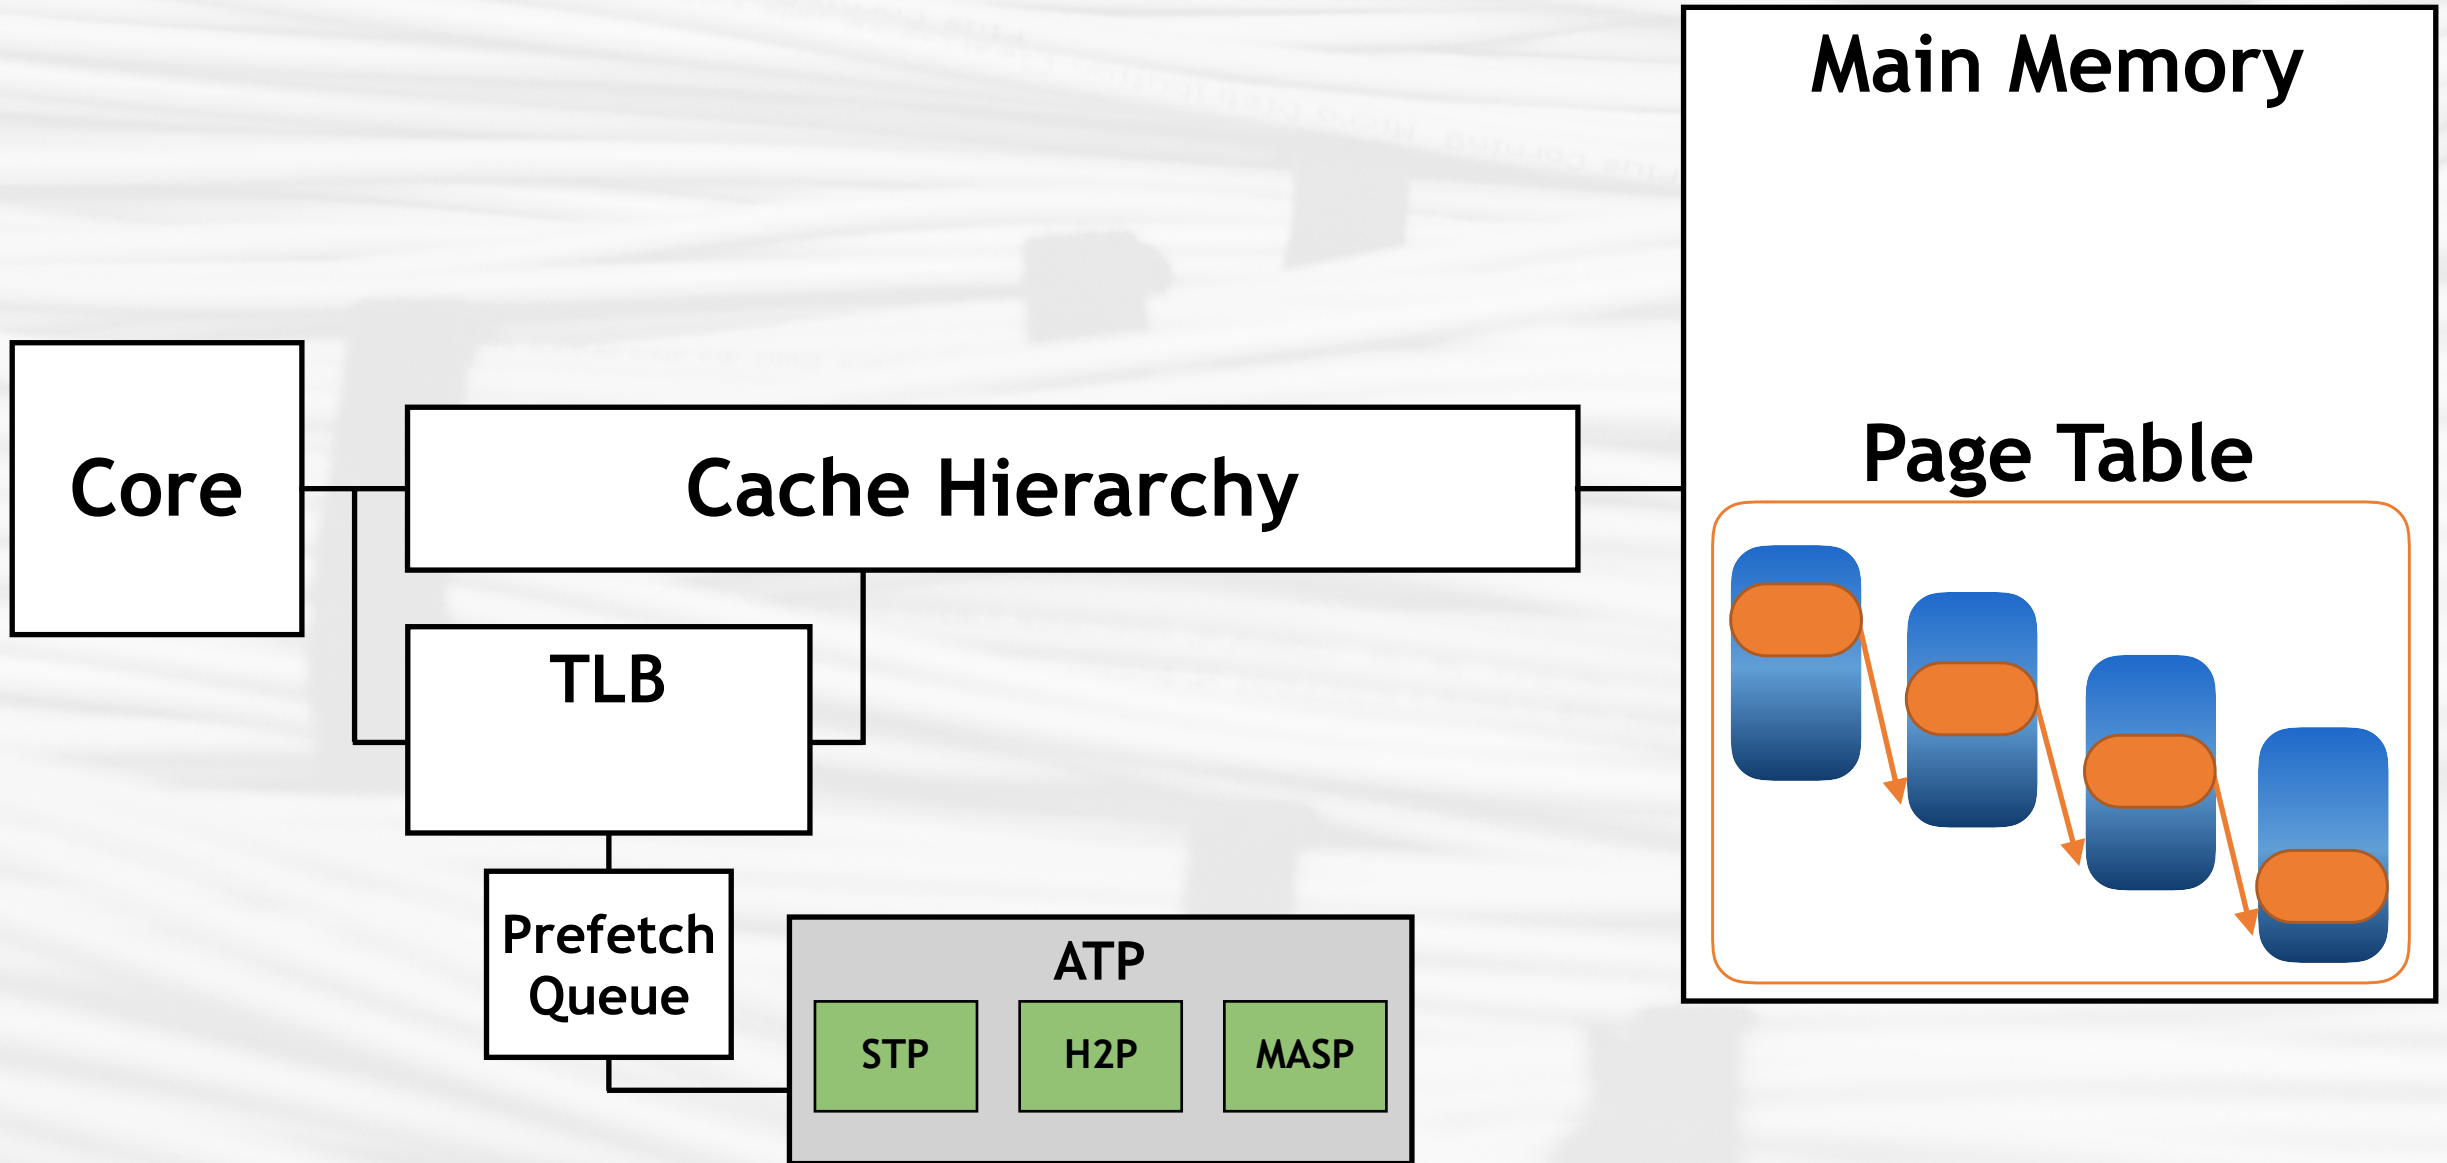 Main Memory
Core
Cache Hierarchy
Page Table
TLB
Prefetch
Queue
ATP
STP
H2P
MASP